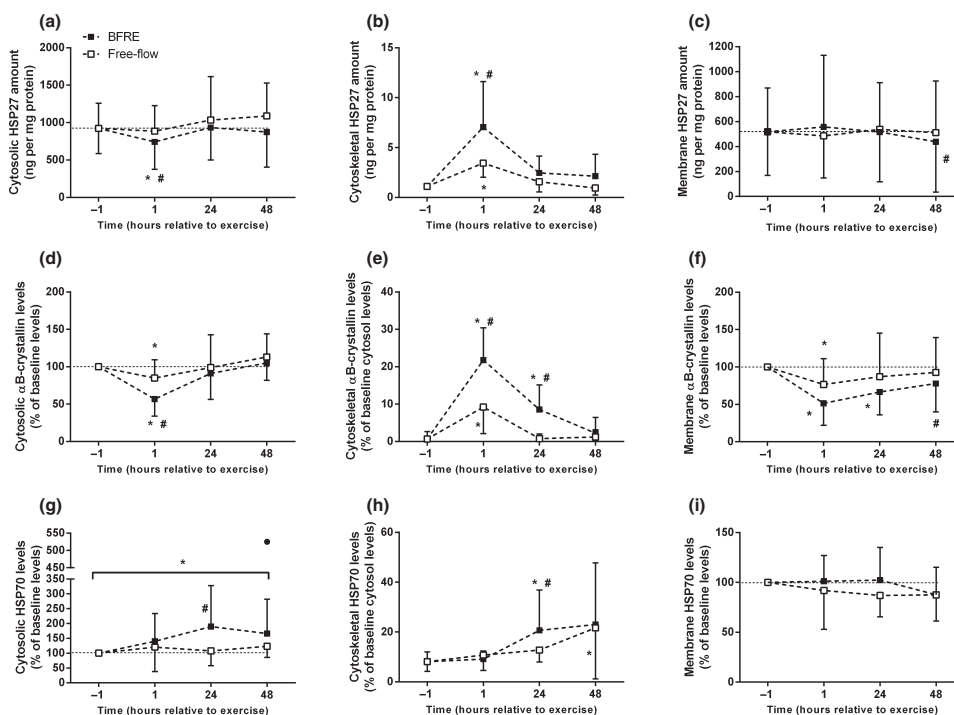 (a)
BFRE
Free-flow
Cytosolic HSP27 amount
(ng per mg protein)
2000
1500
1000
500
0
* #
–1 1 24 48
Time (hours relative to exercise)
(b)
Cytoskeletal HSP27 amount
(ng per mg protein)
15
10
5
0
* #
*
–1 1 24 48
Time (hours relative to exercise)
(c)
Membrane HSP27 amount
(ng per mg protein)
1200
1000
800
600
400
200
0
#
–1 1 24 48
Time (hours relative to exercise)
(d)
Cytosolic αB-crystallin levels
(% of baseline levels)
200
150
100
50
0
*
* #
–1 1 24 48
Time (hours relative to exercise)
(e)
Cytoskeletal αB-crystallin levels
(% of baseline cytosol levels)
40
30
20
10
0
* #
* #
*
–1 1 24 48
Time (hours relative to exercise)
(f)
Membrane αB-crystallin levels
(% of baseline levels)
200
150
100
50
0
*
*
*
#
–1 1 24 48
Time (hours relative to exercise)
(g)
Cytosolic HSP70 levels
(% of baseline levels)
550
500
450
350
300
250
200
150
100
50
0
*
#
–1 1 24 48
Time (hours relative to exercise)
(h)
Cytoskeletal HSP70 levels
(% of baseline cytosol levels)
60
40
20
0
* #
*
–1 1 24 48
Time (hours relative to exercise)
(i)
Membrane HSP70 levels
(% of baseline levels)
200
150
100
50
0
–1 1 24 48
Time (hours relative to exercise)